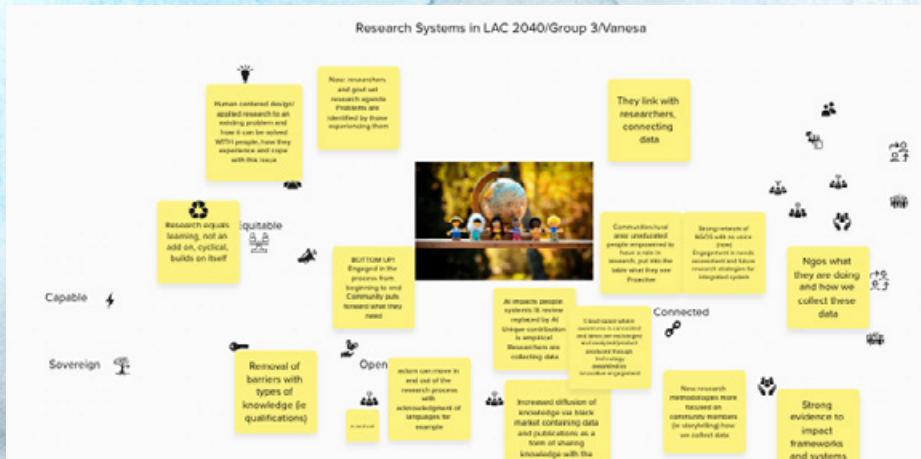 Research Systems in LAC 2040/Group 3/Vanesa
Human centered design/
applied research to an
existing problem and
how it can be solved
WITH people, how they
experience and cope
with this issue
New researchers
and govt set
research agenda
Problems are
identified by those
experiencing them
They link with
researchers,
connecting
data
Research equals
learning, not an
add on, cyclical,
builds on itself
Equitable
BOTTOM UP!
Engaged in the
process from
beginning to end
Community puts
forward what they
need
Communities/rural
area: uneducated
people empowered to
have a role in
research, put into the
table what they see
Proactive
Strong network of
NGOS with no voice
(now)
Engagement in needs
assessment and future
research strategies for
integrated system
Ngos what
they are doing
and how we
collect these
data
Capable
Sovereign
AI impacts people
systems: lit review
replaced by AI
Unique contribution
is empirical
Researchers are
collecting data
Connected
Removal of
barriers with
types of
knowledge (ie
qualifications)
Open
actors can move in
and out of the
research process
with
acknowledgment of
languages for
example
Increased diffusion of
knowledge via black
market containing data
and publications as a
form of sharing
knowledge with the
New research
methodologies more
focused on
community members
(ie storytelling) how
we collect data
Strong
evidence to
impact
frameworks
and systems